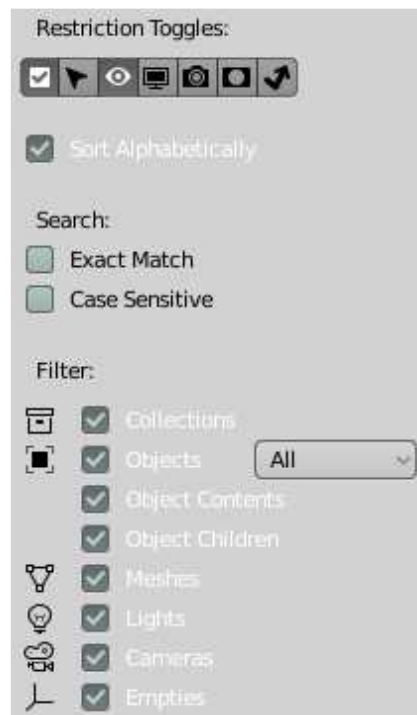 Restriction Toggles:
Sort Alphabetically
Search:
Exact Match
Case Sensitive
Filter:
Collections
Objects All
Object Contents
Object Children
Meshes
Lights
Cameras
Empties